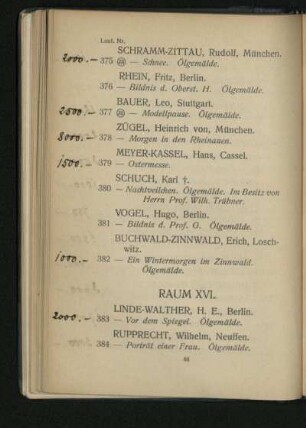 Lauf. Nr.
SCHRAMM-ZITTAU, Rudolf, München.
2000.- 375 — Schnee. Ölgemälde.
RHEIN, Fritz, Berlin.
376 — Bildnis d. Oberst. H. Ölgemälde.
BAUER, Leo, Stuttgart.
2500.- 377 — Modellpause. Ölgemälde.
ZÜGEL, Heinrich von, München.
378 — Morgen in den Rheinauen.
MEYER-KASSEL, Hans, Cassel.
1500.- 379 — Ostermesse.
SCHUCH, Karl †.
380 — Nachtveilchen. Ölgemälde. Im Besitz von
Herrn Prof. Wilh. Trübner.
VOGEL, Hugo, Berlin.
381 — Bildnis d. Prof. O. Ölgemälde.
BUCHWALD-ZINNWALD, Erich, Losch-
witz.
1000.- 382 — Ein Wintermorgen im Zinnwald.
Ölgemälde.
RAUM XVI.
LINDE-WALTHER, H. E., Berlin.
2000.- 383 — Vor dem Spiegel. Ölgemälde.
RUPPRECHT, Wilhelm, Neuffen.
384 — Porträt einer Frau. Ölgemälde.